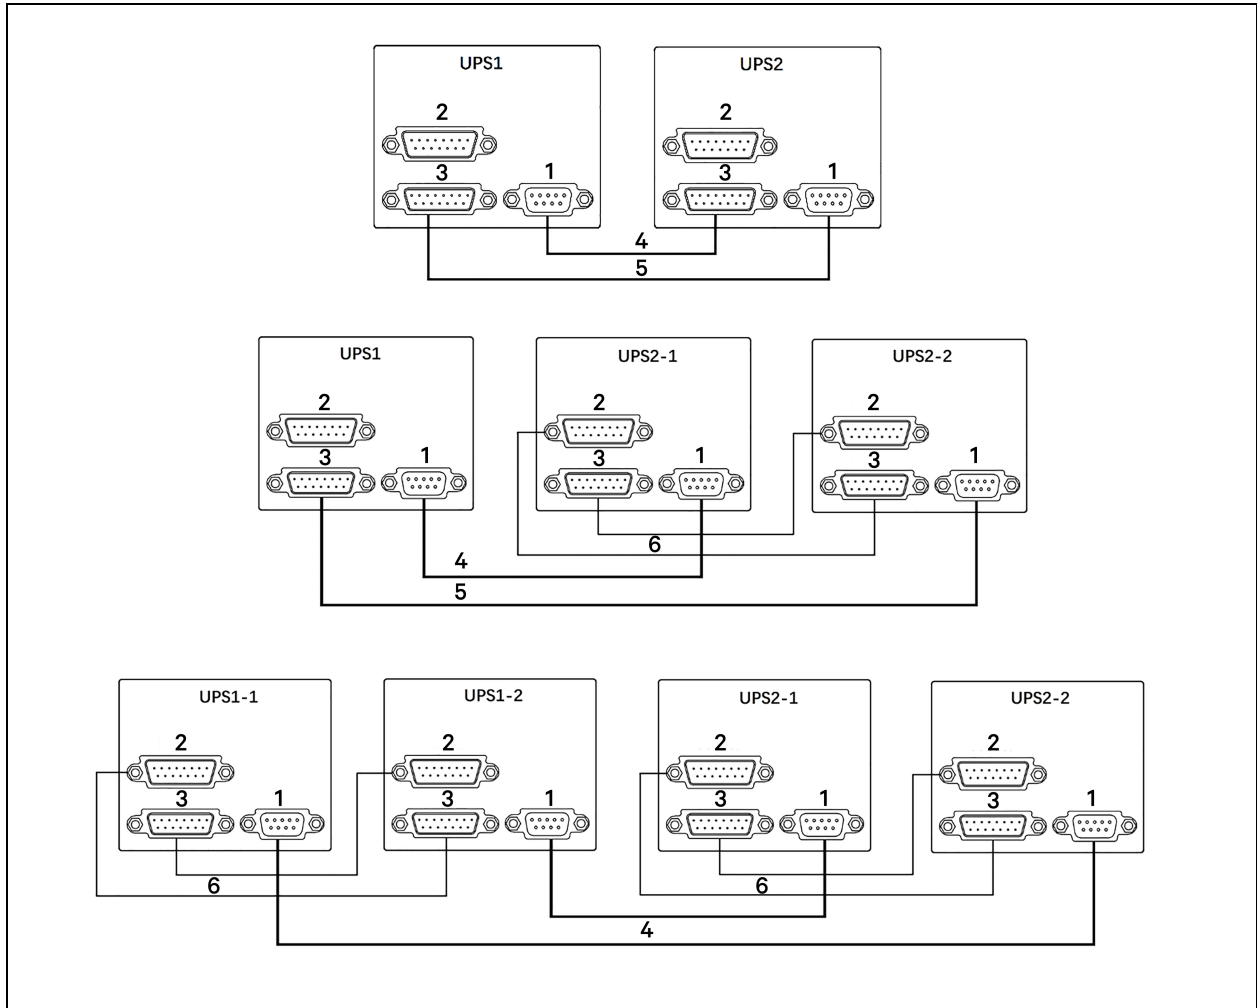 UPS1 UPS2
2 2
3 1 3 1
4
5
UPS1 UPS2-1 UPS2-2
2 2 2
3 1 3 1 3 1
6
4
5
UPS1-1 UPS1-2 UPS2-1 UPS2-2
2 2 2 2
3 1 3 1 3 1 3 1
6 6
4